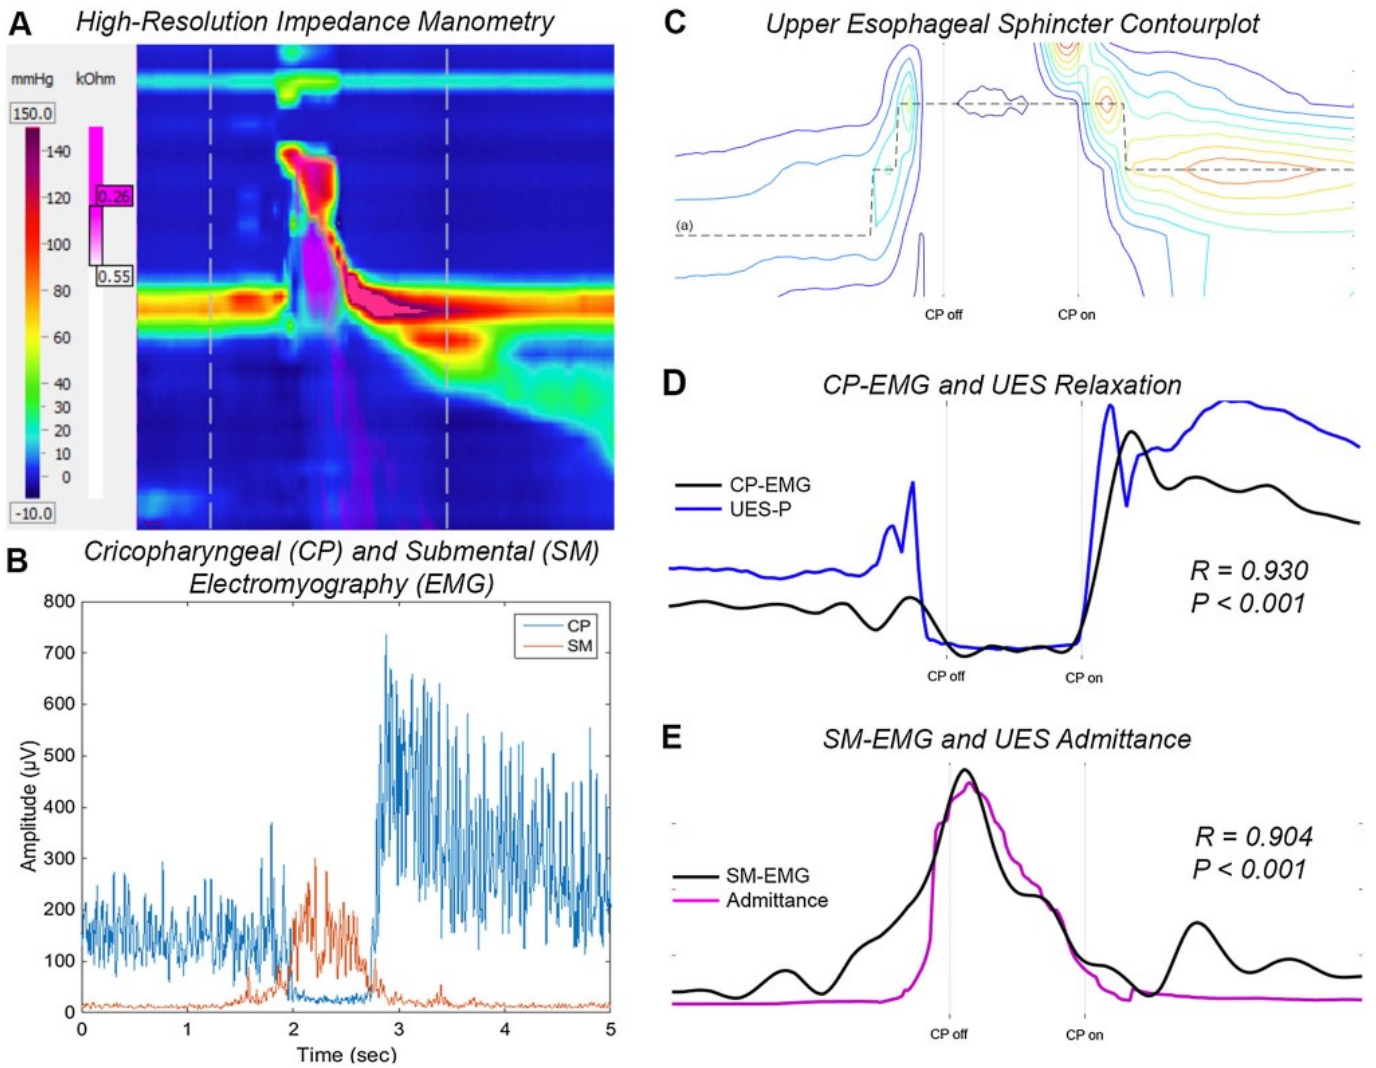 A
High-Resolution Impedance Manometry
mmHg kOhm
150.0
140
120
100
80
60
40
30
20
10
0
-10.0
0.26
0.55
B
Cricopharyngeal (CP) and Submental (SM)
Electromyography (EMG)
800
700
600
500
400
300
200
100
0
Amplitude (µV)
CP
SM
0 1 2 3 4 5
Time (sec)
C
Upper Esophageal Sphincter Contourplot
(a)
CP off CP on
D
CP-EMG and UES Relaxation
CP-EMG
UES-P
R = 0.930
P < 0.001
CP off CP on
E
SM-EMG and UES Admittance
SM-EMG
Admittance
R = 0.904
P < 0.001
CP off CP on